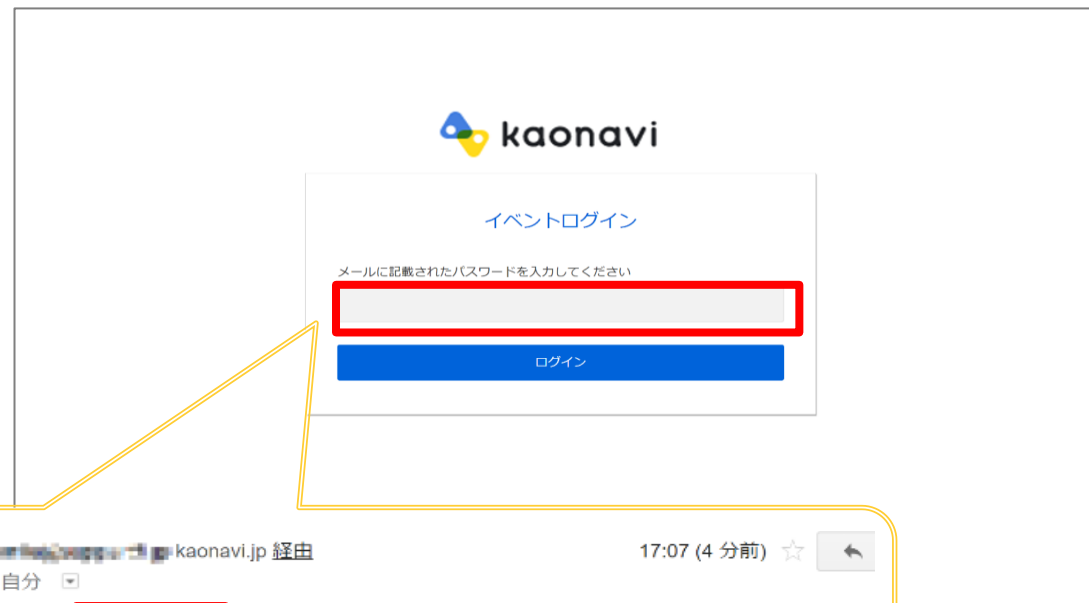 kaonavi
イベントログイン
メールに記載されたパスワードを入力してください
ログイン
kaonavi.jp 経由
17:07 (4 分前)
自分